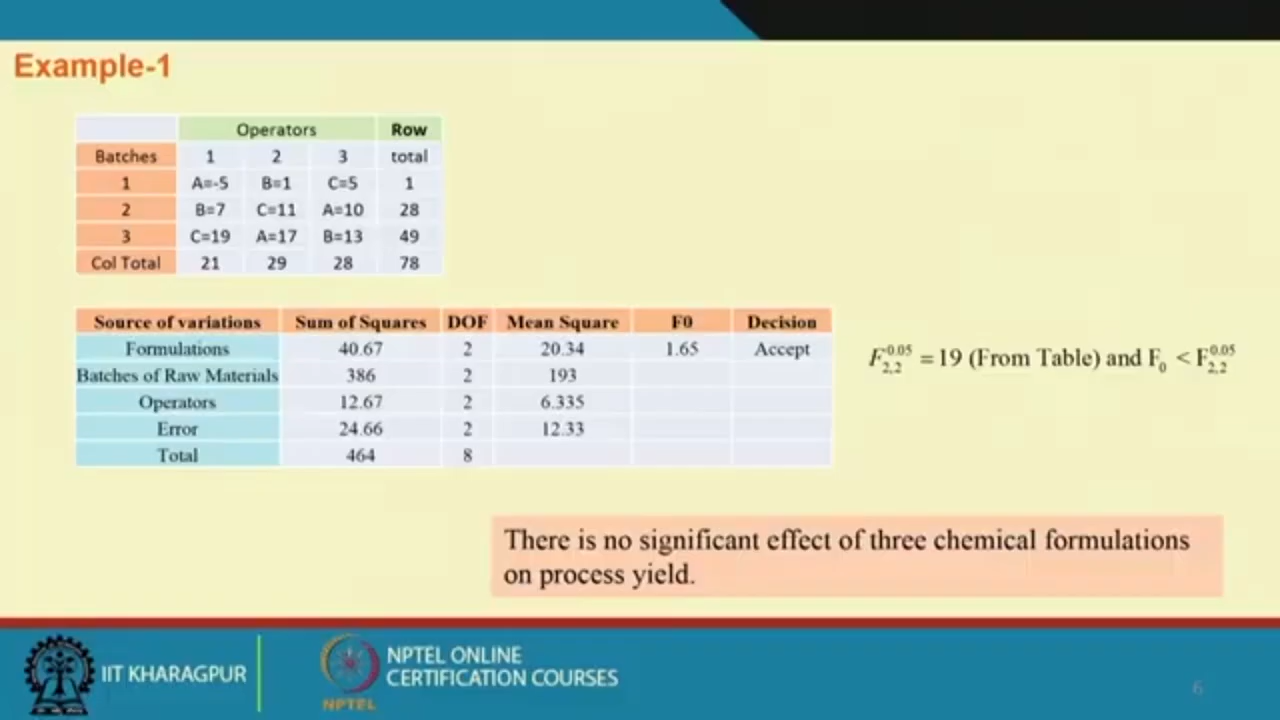 Example-1
Operators Row
Batches 1 2 3 total
1 A=-5 B=1 C=5 1
2 B=7 C=11 A=10 28
3 C=19 A=17 B=13 49
Col Total 21 29 28 78
Source of variations Sum of Squares DOF Mean Square F0 Decision
Formulations 40.67 2 20.34 1.65 Accept
Batches of Raw Materials 386 2 193
Operators 12.67 2 6.335
Error 24.66 2 12.33
Total 464 8
F_{2,2}^{0.05} = 19 (From Table) and F_0 < F_{2,2}^{0.05}
There is no significant effect of three chemical formulations
on process yield.
IIT KHARAGPUR
NPTEL
NPTEL ONLINE
CERTIFICATION COURSES
6